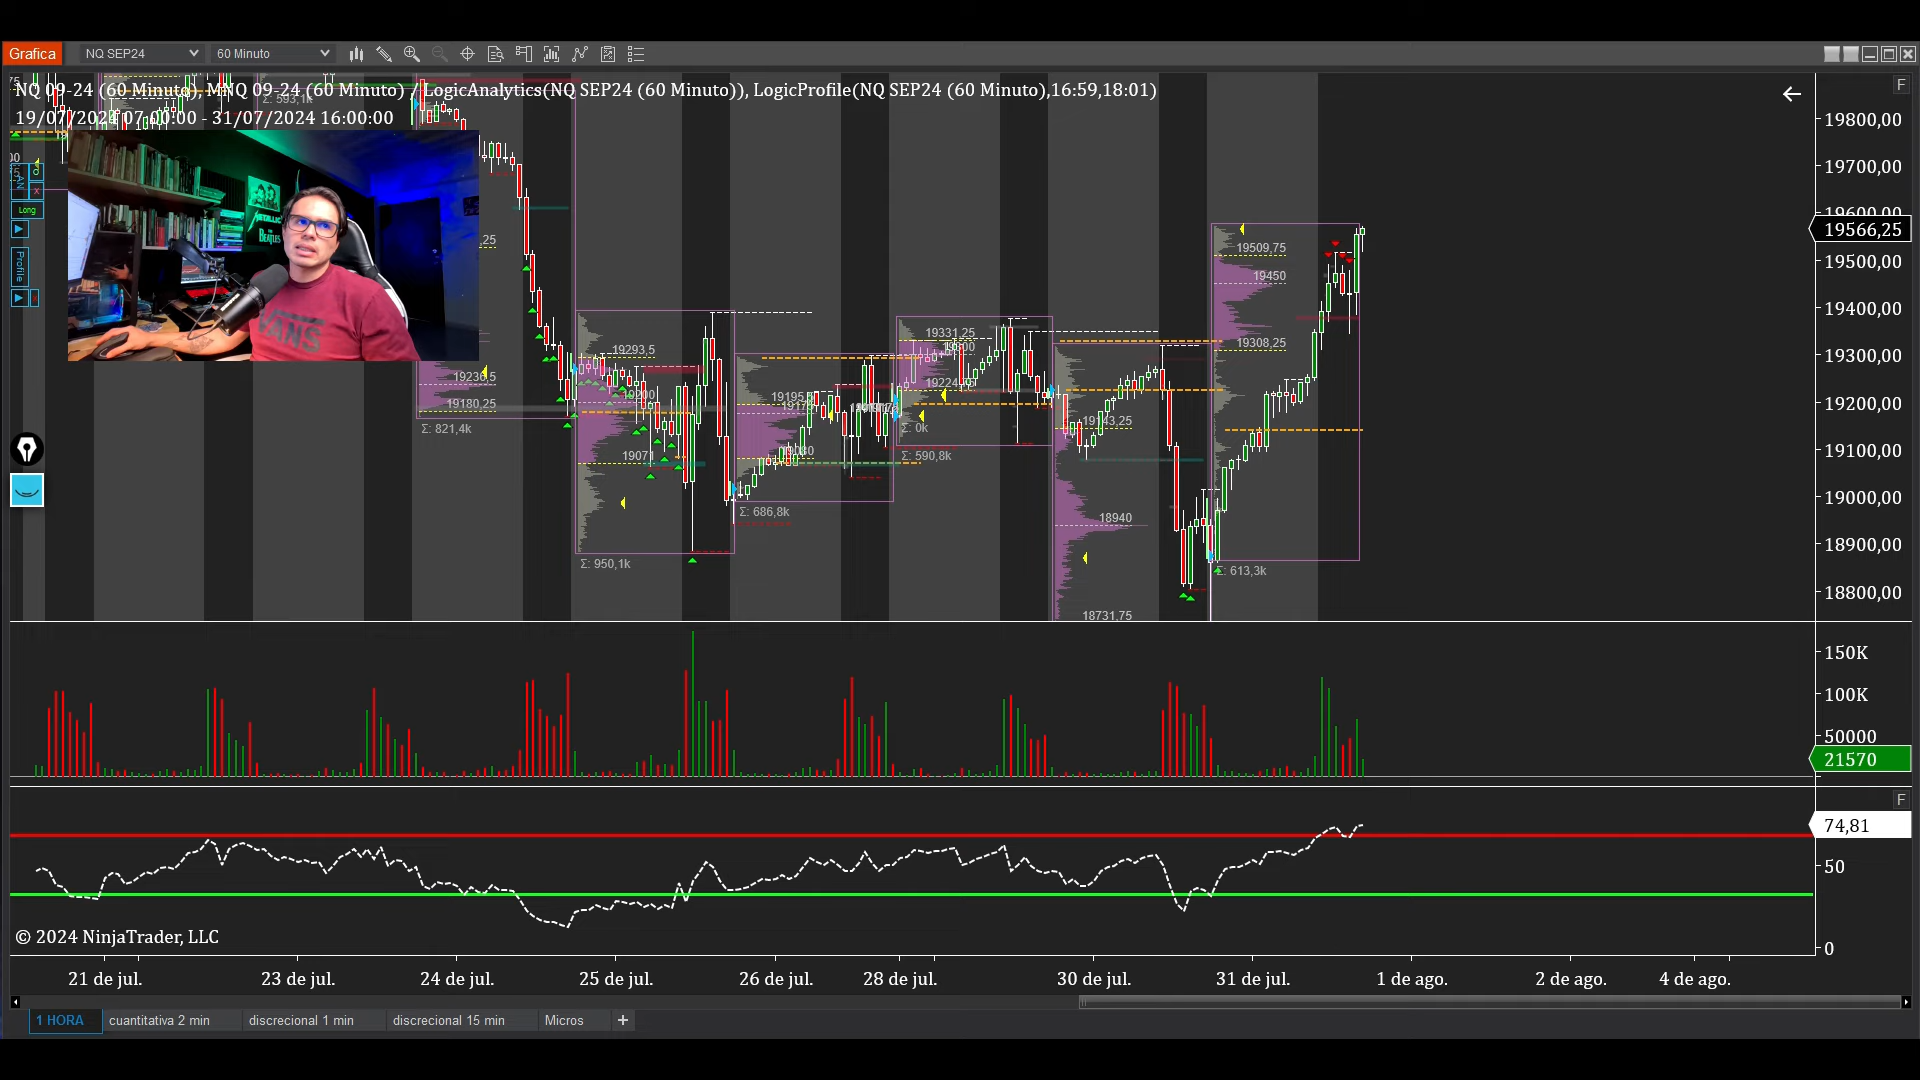 Grafica
NQ SEP24
60 Minuto
NQ 09-24 (60 Minuto), MNQ 09-24 (60 Minuto) / LogicAnalytics(NQ SEP24 (60 Minuto)), LogicProfile(NQ SEP24 (60 Minuto),16:59,18:01)
19/07/2024 07:00:00 - 31/07/2024 16:00:00
Σ: 593,1k
F
19800,00
19700,00
19600,00
19566,25
19500,00
19400,00
19300,00
19200,00
19100,00
19000,00
18900,00
18800,00
Long
Profile
METALLICA
THE BEATLES
VANS
19236,5
19180,25
Σ: 821,4k
19293,5
19200
19071
Σ: 950,1k
19080
Σ: 686,8k
19331,25
Σ: 0k
Σ: 590,8k
19143,25
18940
18731,75
19509,75
19450
19308,25
Σ: 613,3k
150K
100K
50000
21570
F
74,81
50
0
© 2024 NinjaTrader, LLC
21 de jul.
23 de jul.
24 de jul.
25 de jul.
26 de jul.
28 de jul.
30 de jul.
31 de jul.
1 de ago.
2 de ago.
4 de ago.
1 HORA
cuantitativa 2 min
discrecional 1 min
discrecional 15 min
Micros
+